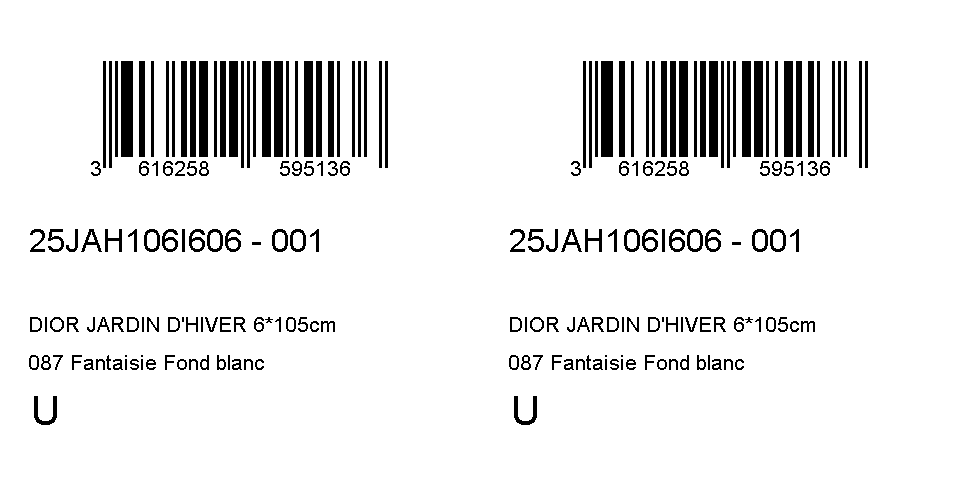 3 616258 595136
3 616258 595136
25JAH106I606 - 001
25JAH106I606 - 001
DIOR JARDIN D'HIVER 6*105cm
DIOR JARDIN D'HIVER 6*105cm
087 Fantaisie Fond blanc
087 Fantaisie Fond blanc
U
U